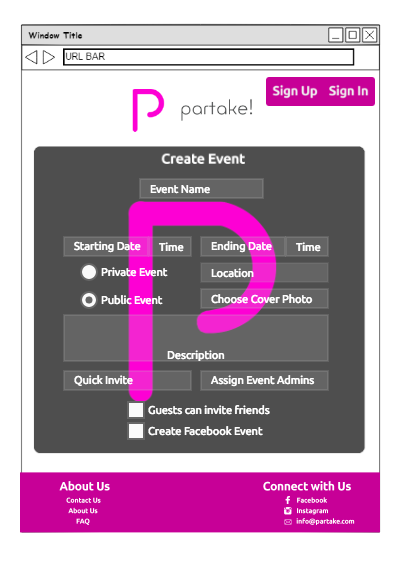 Window Title
URL BAR
Sign Up Sign In
partake!
Create Event
Event Name
Starting Date Time Ending Date Time
Private Event Location
Public Event Choose Cover Photo
Description
Quick Invite Assign Event Admins
Guests can invite friends
Create Facebook Event
About Us Connect with Us
Contact Us Facebook
About Us Instagram
FAQ info@partake.com